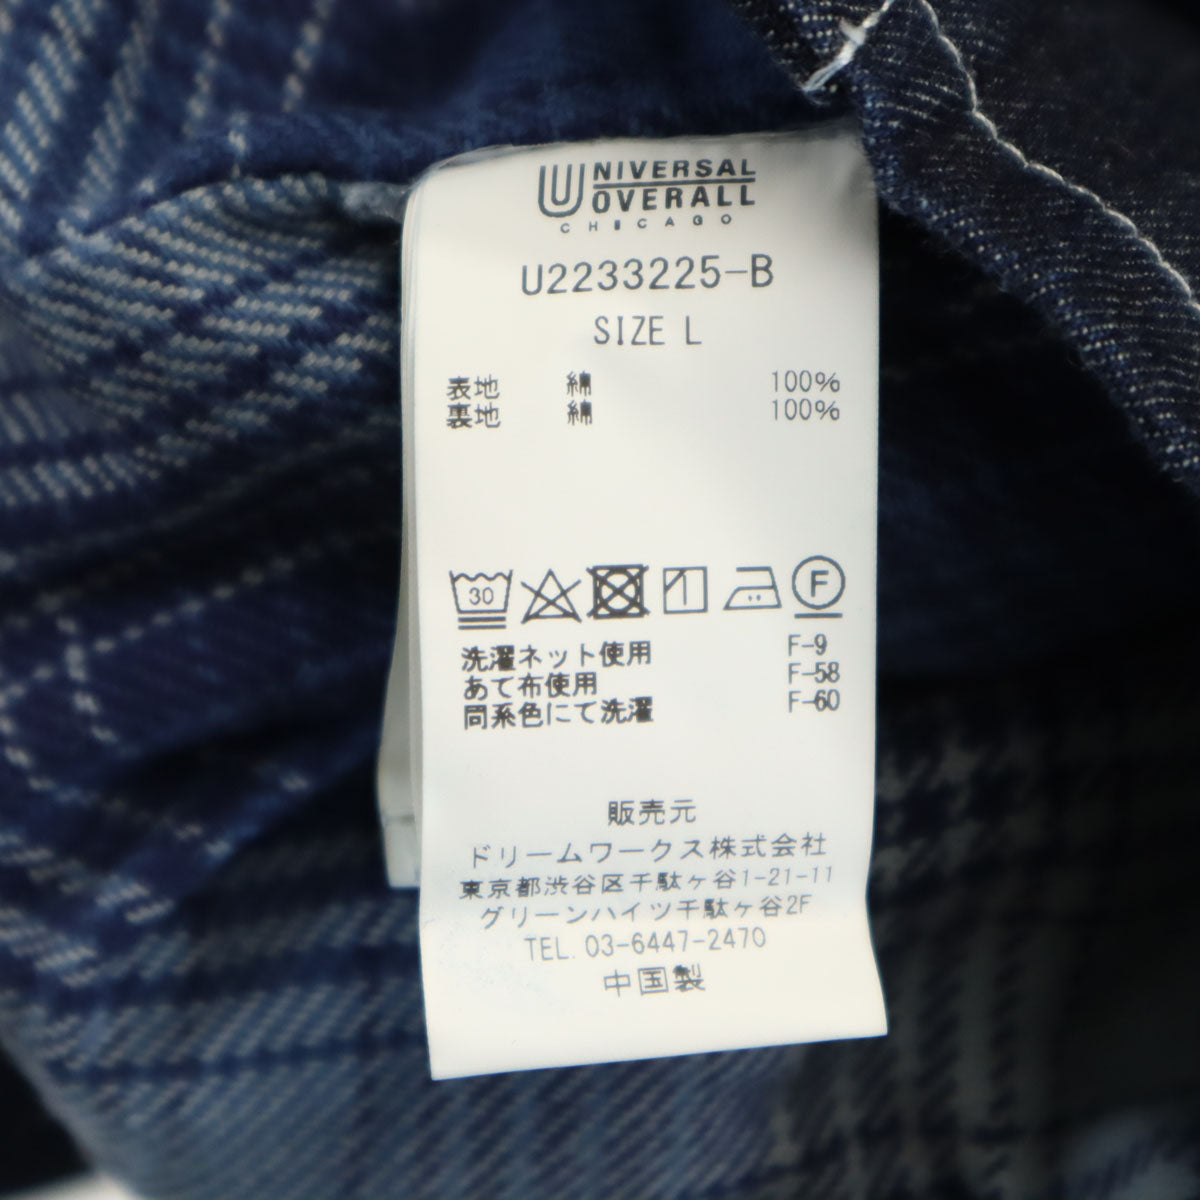 UNIVERSAL
OVERALL
CHICAGO
U2233225-B
SIZE L
表地 綿 100%
裏地 綿 100%
30 F
洗濯ネット使用 F-9
あて布使用 F-58
同系色にて洗濯 F-60
販売元
ドリームワークス株式会社
東京都渋谷区千駄ヶ谷1-21-11
グリーンハイツ千駄ヶ谷2F
TEL. 03-6447-2470
中国製